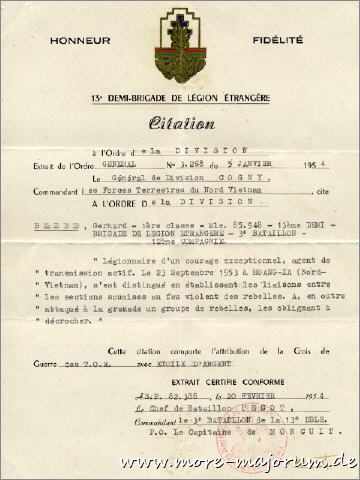 HONNEUR FIDÉLITÉ
13e DEMI-BRIGADE DE LÉGION ÉTRANGÈRE
Citation
à l'Ordre de la DIVISION
Extrait de l'Ordre GENERAL N° 3.268 du 5 JANVIER 1954
Le Général de Division COGNY,
Commandant les Forces Terrestres du Nord Vietnam, cite
A L'ORDRE De la DIVISION.
Gerhard - 1ère classe - Mle. 85.948 - 13ème DEMI-
BRIGADE DE LEGION ETRANGERE - 3° BATAILLON -
12ème COMPAGNIE.
"Légionnaire d'un courage exceptionnel, agent de
" transmission actif. Le 23 Septembre 1953 à HOANG-XA (Nord-
" Vietnam), s'est distingué en établissant les liaisons entre
" les sections soumises au feu violent des rebelles. A, en outre
" attaqué à la grenade un groupe de rebelles, les obligeant à
" décrocher."
Cette citation comporte l'attribution de la Croix de
Guerre des T.O.E. avec ETOILE D'ARGENT
EXTRAIT CERTIFIE CONFORME
S.P. 82.388, le 20 FEVRIER 1954
Le Chef de Bataillon
Commandant le 3° BATAILLON de la 13° DBLE.
P.O. Le Capitaine de MONCUIT.
www.more-majorum.de